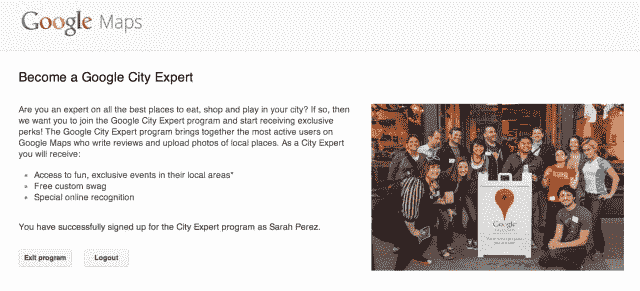 Google Maps
Become a Google City Expert
Are you an expert on all the best places to eat, shop and play in your city? If so, then
we want you to join the Google City Expert program and start receiving exclusive
perks! The Google City Expert program brings together the most active users on
Google Maps who write reviews and upload photos of local places. As a City Expert
you will receive:
Access to fun, exclusive events in their local areas*
Free custom swag
Special online recognition
You have successfully signed up for the City Expert program as Sarah Perez.
Exit program
Logout
Google